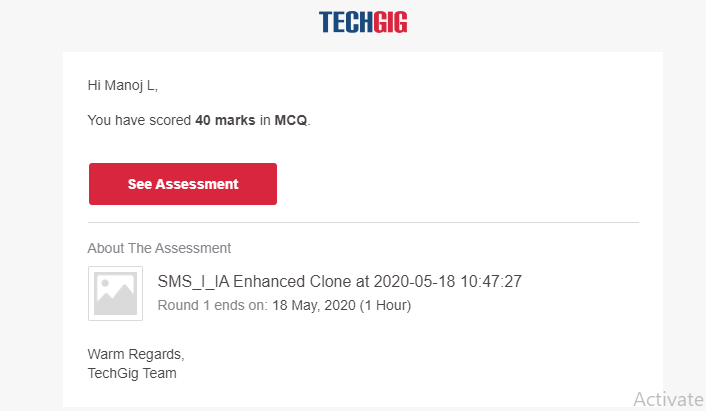 TECHGIG
Hi Manoj L,
You have scored 40 marks in MCQ.
See Assessment
About The Assessment
SMS_I_IA Enhanced Clone at 2020-05-18 10:47:27
Round 1 ends on: 18 May, 2020 (1 Hour)
Warm Regards,
TechGig Team
Activate